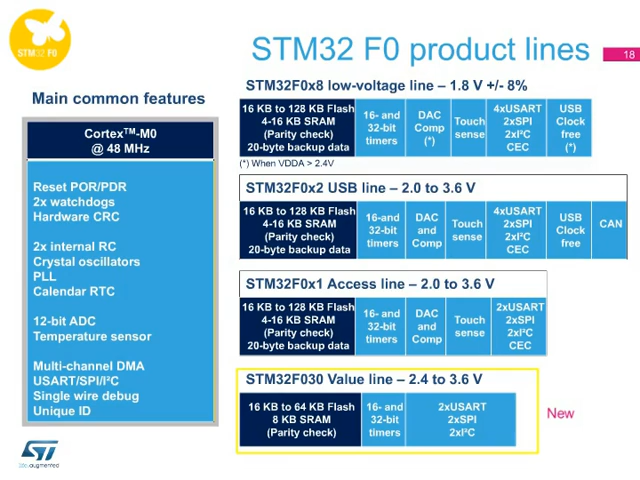 STM32 F0
STM32 F0 product lines
18
Main common features
Cortex™-M0
@ 48 MHz
Reset POR/PDR
2x watchdogs
Hardware CRC
2x internal RC
Crystal oscillators
PLL
Calendar RTC
12-bit ADC
Temperature sensor
Multi-channel DMA
USART/SPI/I²C
Single wire debug
Unique ID
STM32F0x8 low-voltage line – 1.8 V +/- 8%
16 KB to 128 KB Flash
4-16 KB SRAM
(Parity check)
20-byte backup data
16- and
32-bit
timers
DAC
Comp
(*)
Touch
sense
4xUSART
2xSPI
2xI²C
CEC
USB
Clock
free
(*)
(*) When VDDA > 2.4V
STM32F0x2 USB line – 2.0 to 3.6 V
16 KB to 128 KB Flash
4-16 KB SRAM
(Parity check)
20-byte backup data
16-and
32-bit
timers
DAC
and
Comp
Touch
sense
4xUSART
2xSPI
2xI²C
CEC
USB
Clock
free
CAN
STM32F0x1 Access line – 2.0 to 3.6 V
16 KB to 128 KB Flash
4-16 KB SRAM
(Parity check)
20-byte backup data
16- and
32-bit
timers
DAC
and
Comp
Touch
sense
2xUSART
2xSPI
2xI²C
CEC
STM32F030 Value line – 2.4 to 3.6 V
16 KB to 64 KB Flash
8 KB SRAM
(Parity check)
16- and
32-bit
timers
2xUSART
2xSPI
2xI²C
New
ST
life.augmented